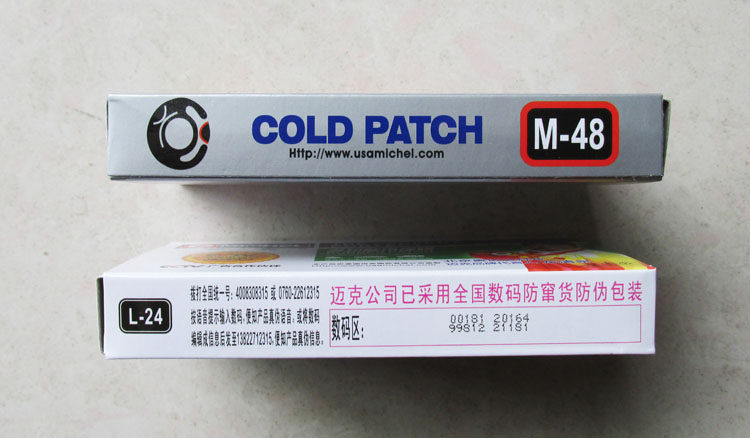 COLD PATCH
Http://www.usamichel.com
M-48
L-24
拨打全国统一号：4008308315 或 0760-22612315
按语音提示输入数码，便知产品真伪语音，或将数码
编辑成信息后发至13822712315，便知产品真伪信息。
迈克公司已采用全国数码防窜货防伪包装
数码区：
00181 20164
99812 21181